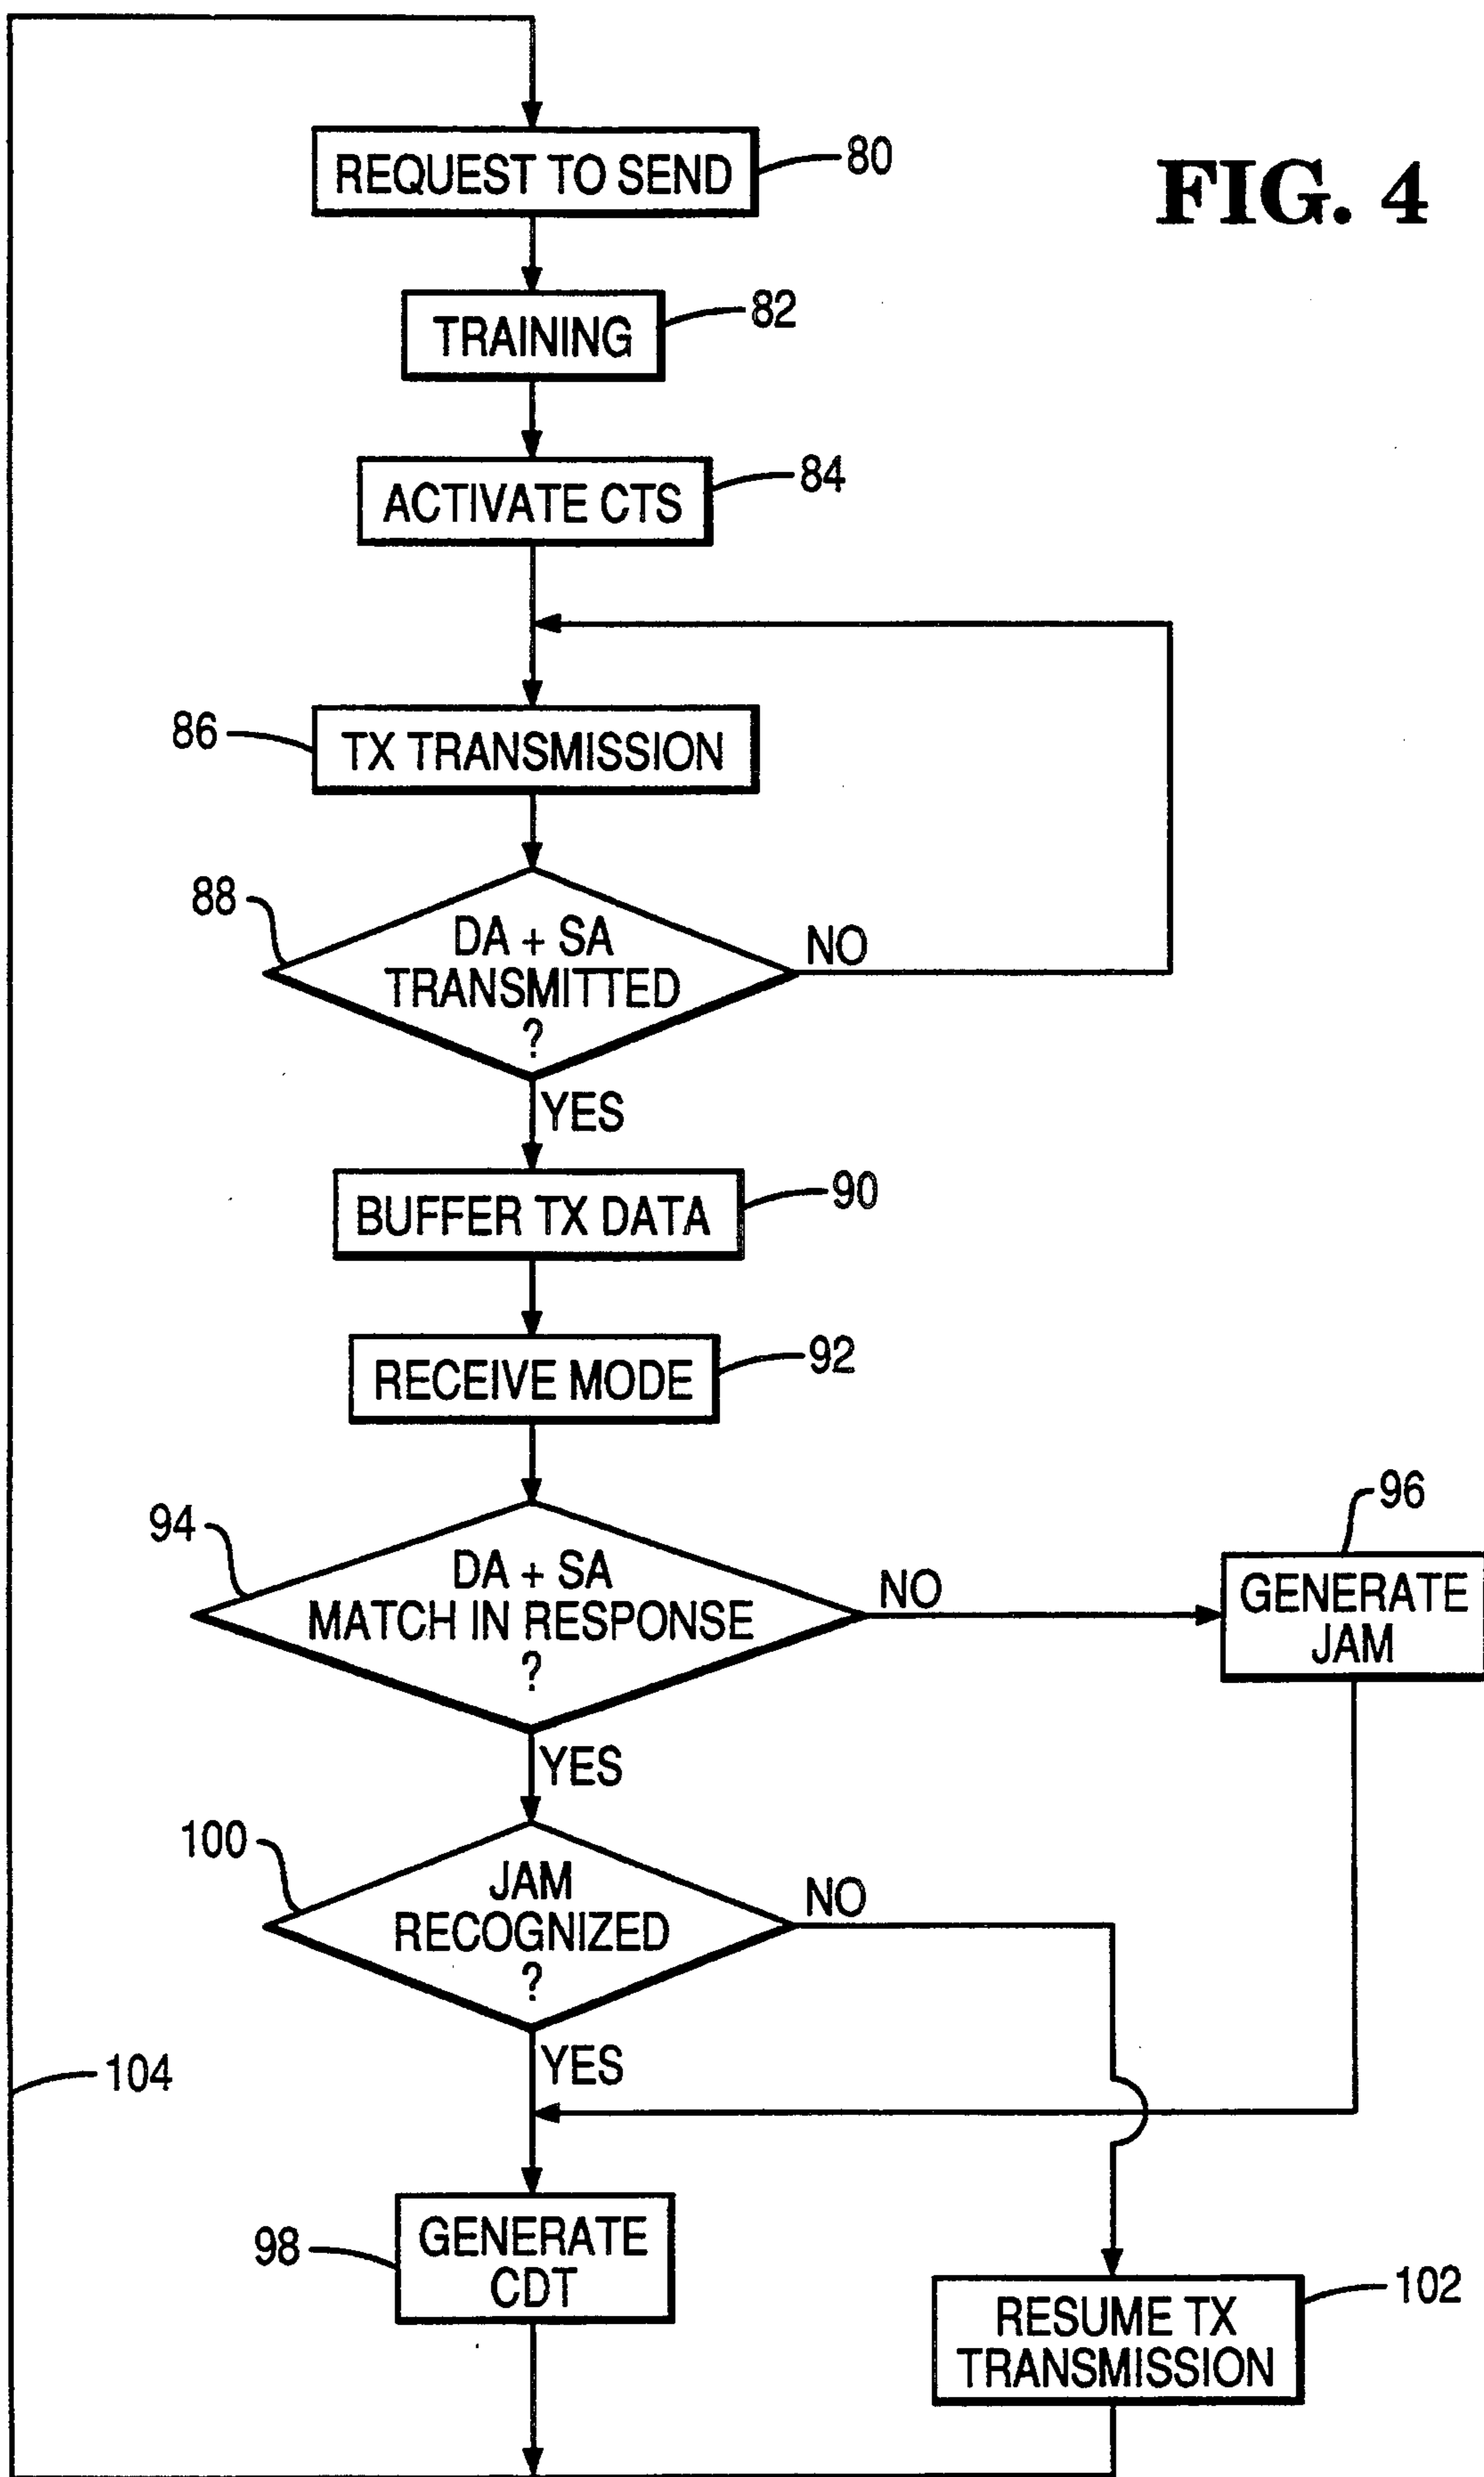 FIG. 4
REQUEST TO SEND
80
TRAINING
82
ACTIVATE CTS
84
86
TX TRANSMISSION
88
DA + SA
TRANSMITTED
?
NO
YES
BUFFER TX DATA
90
RECEIVE MODE
92
94
DA + SA
MATCH IN RESPONSE
?
NO
96
GENERATE
JAM
YES
100
JAM
RECOGNIZED
?
NO
YES
104
98
GENERATE
CDT
RESUME TX
TRANSMISSION
102